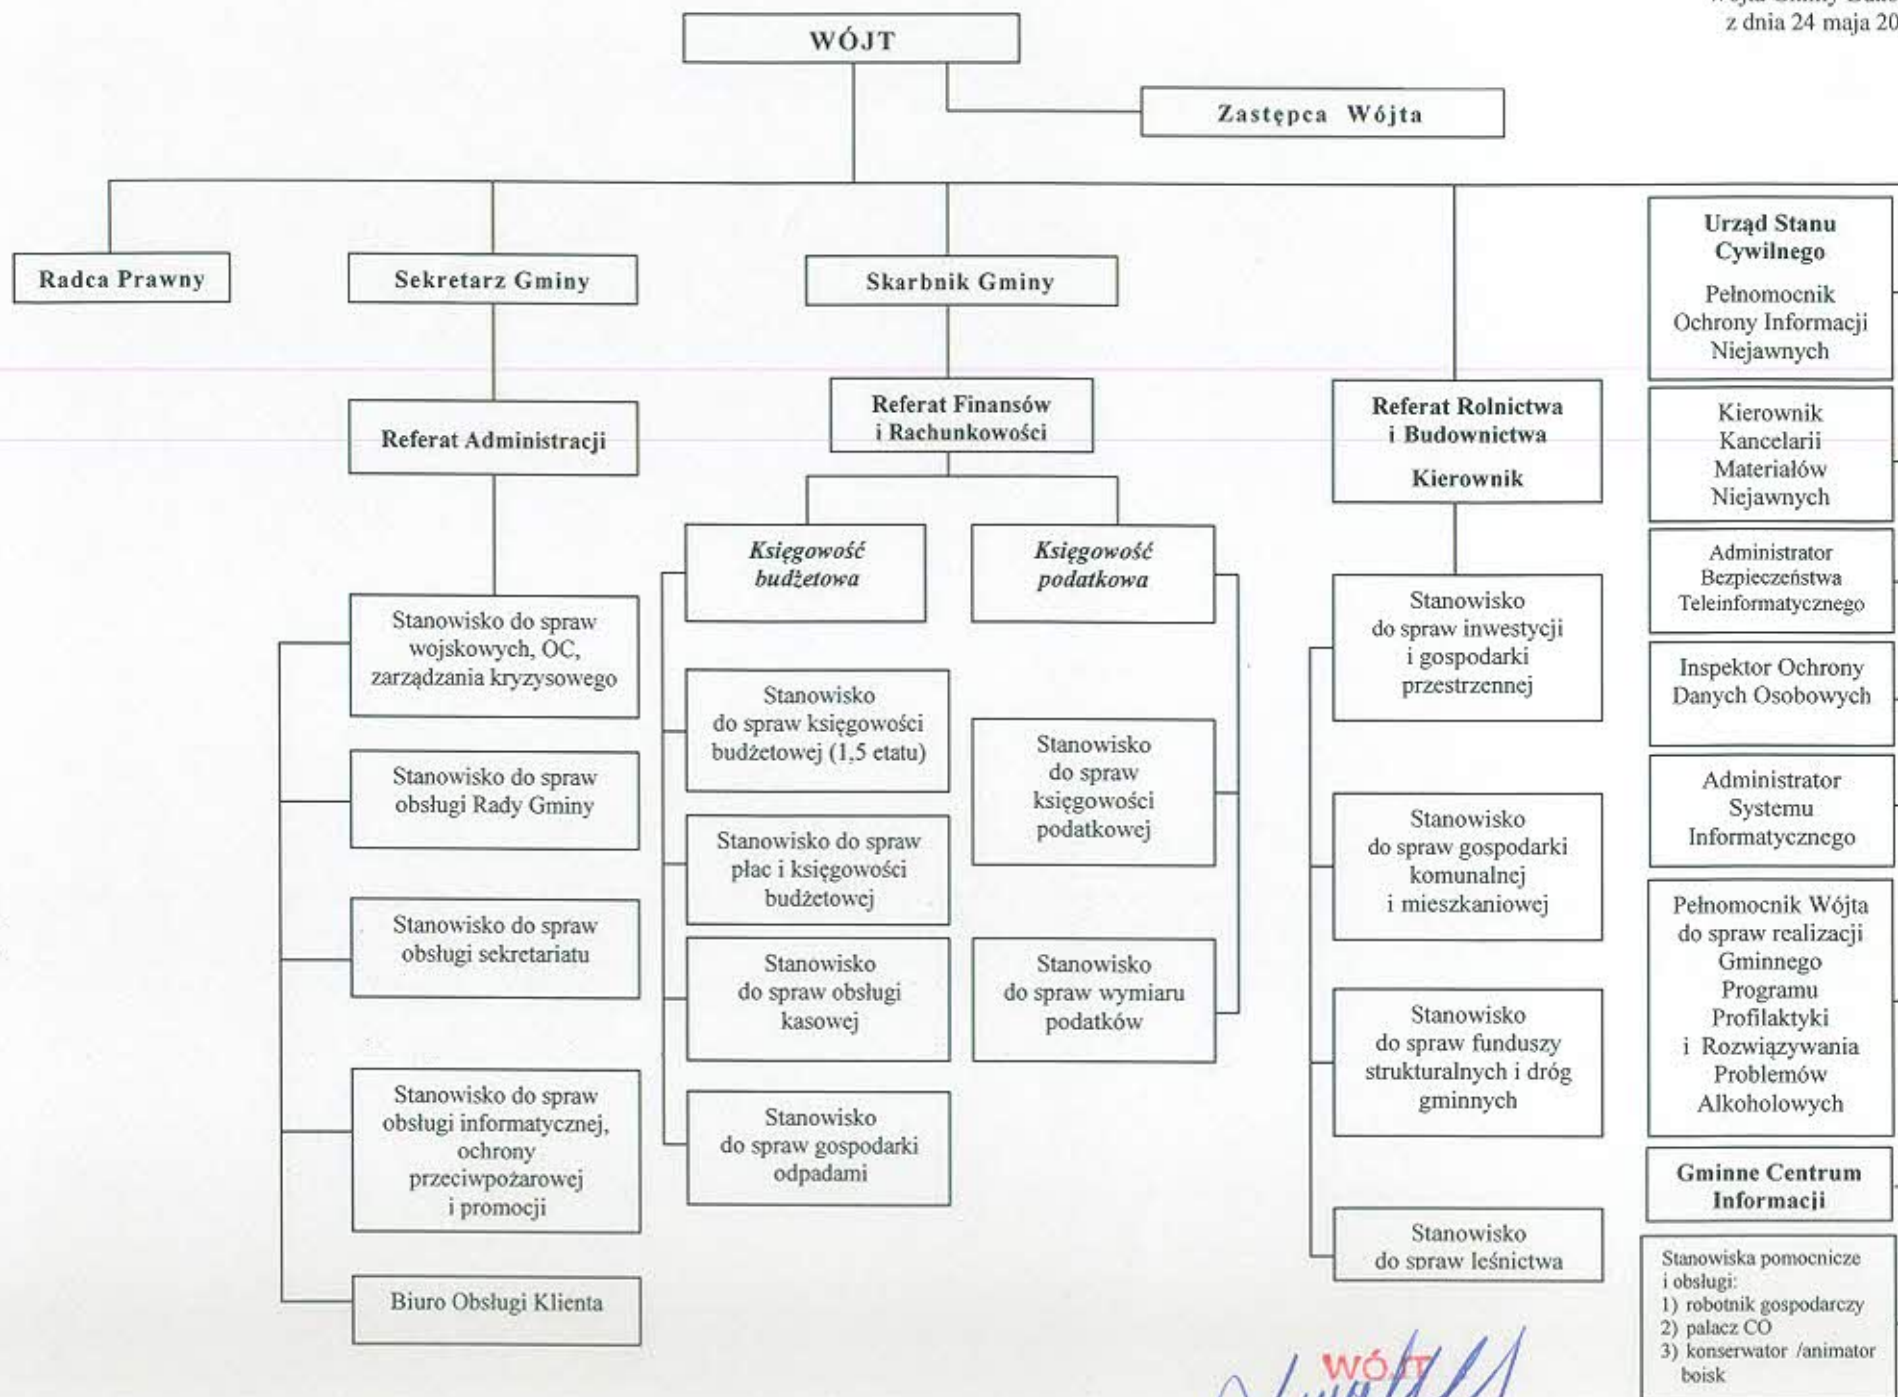 z dnia 24 maja 20
WÓJT
Zastępca Wójta
Radca Prawny
Sekretarz Gminy
Skarbnik Gminy
Referat Administracji
Referat Finansów
i Rachunkowości
Referat Rolnictwa
i Budownictwa
Kierownik
Stanowisko do spraw
wojskowych, OC,
zarządzania kryzysowego
Stanowisko do spraw
obsługi Rady Gminy
Stanowisko do spraw
obsługi sekretariatu
Stanowisko do spraw
obsługi informatycznej,
ochrony
przeciwpożarowej
i promocji
Biuro Obsługi Klienta
Księgowość
budżetowa
Stanowisko
do spraw księgowości
budżetowej (1,5 etatu)
Stanowisko do spraw
płac i księgowości
budżetowej
Stanowisko
do spraw obsługi
kasowej
Stanowisko
do spraw gospodarki
odpadami
Księgowość
podatkowa
Stanowisko
do spraw
księgowości
podatkowej
Stanowisko
do spraw wymiaru
podatków
Stanowisko
do spraw inwestycji
i gospodarki
przestrzennej
Stanowisko
do spraw gospodarki
komunalnej
i mieszkaniowej
Stanowisko
do spraw funduszy
strukturalnych i dróg
gminnych
Stanowisko
do spraw leśnictwa
Urząd Stanu
Cywilnego
Pełnomocnik
Ochrony Informacji
Niejawnych
Kierownik
Kancelarii
Materiałów
Niejawnych
Administrator
Bezpieczeństwa
Teleinformatycznego
Inspektor Ochrony
Danych Osobowych
Administrator
Systemu
Informatycznego
Pełnomocnik Wójta
do spraw realizacji
Gminnego
Programu
Profilaktyki
i Rozwiązywania
Problemów
Alkoholowych
Gminne Centrum
Informacji
Stanowiska pomocnicze
i obsługi:
1) robotnik gospodarczy
2) palacz CO
3) konserwator /animator
boisk
WÓJT